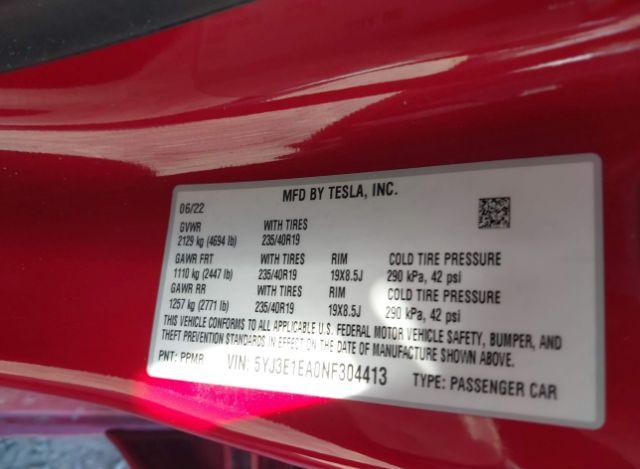 MFD BY TESLA, INC.
06/22
GVWR WITH TIRES
2129 kg (4694 lb) 235/40R19
GAWR FRT WITH TIRES RIM COLD TIRE PRESSURE
1110 kg (2447 lb) 235/40R19 19X8.5J 290 kPa, 42 psi
GAWR RR WITH TIRES RIM COLD TIRE PRESSURE
1257 kg (2771 lb) 235/40R19 19X8.5J 290 kPa, 42 psi
THIS VEHICLE CONFORMS TO ALL APPLICABLE U.S. FEDERAL MOTOR VEHICLE SAFETY, BUMPER, AND
THEFT PREVENTION STANDARDS IN EFFECT ON THE DATE OF MANUFACTURE SHOWN ABOVE.
PNT: PPMR VIN: 5YJ3E1EA0NF304413 TYPE: PASSENGER CAR